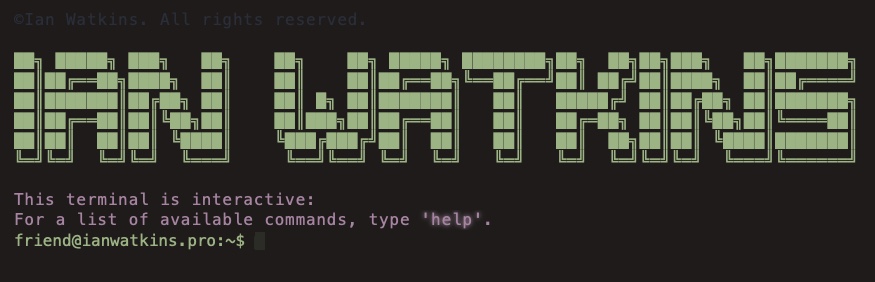 ©Ian Watkins. All rights reserved.
IAN WATKINS
This terminal is interactive:
For a list of available commands, type 'help'.
friend@ianwatkins.pro:~$